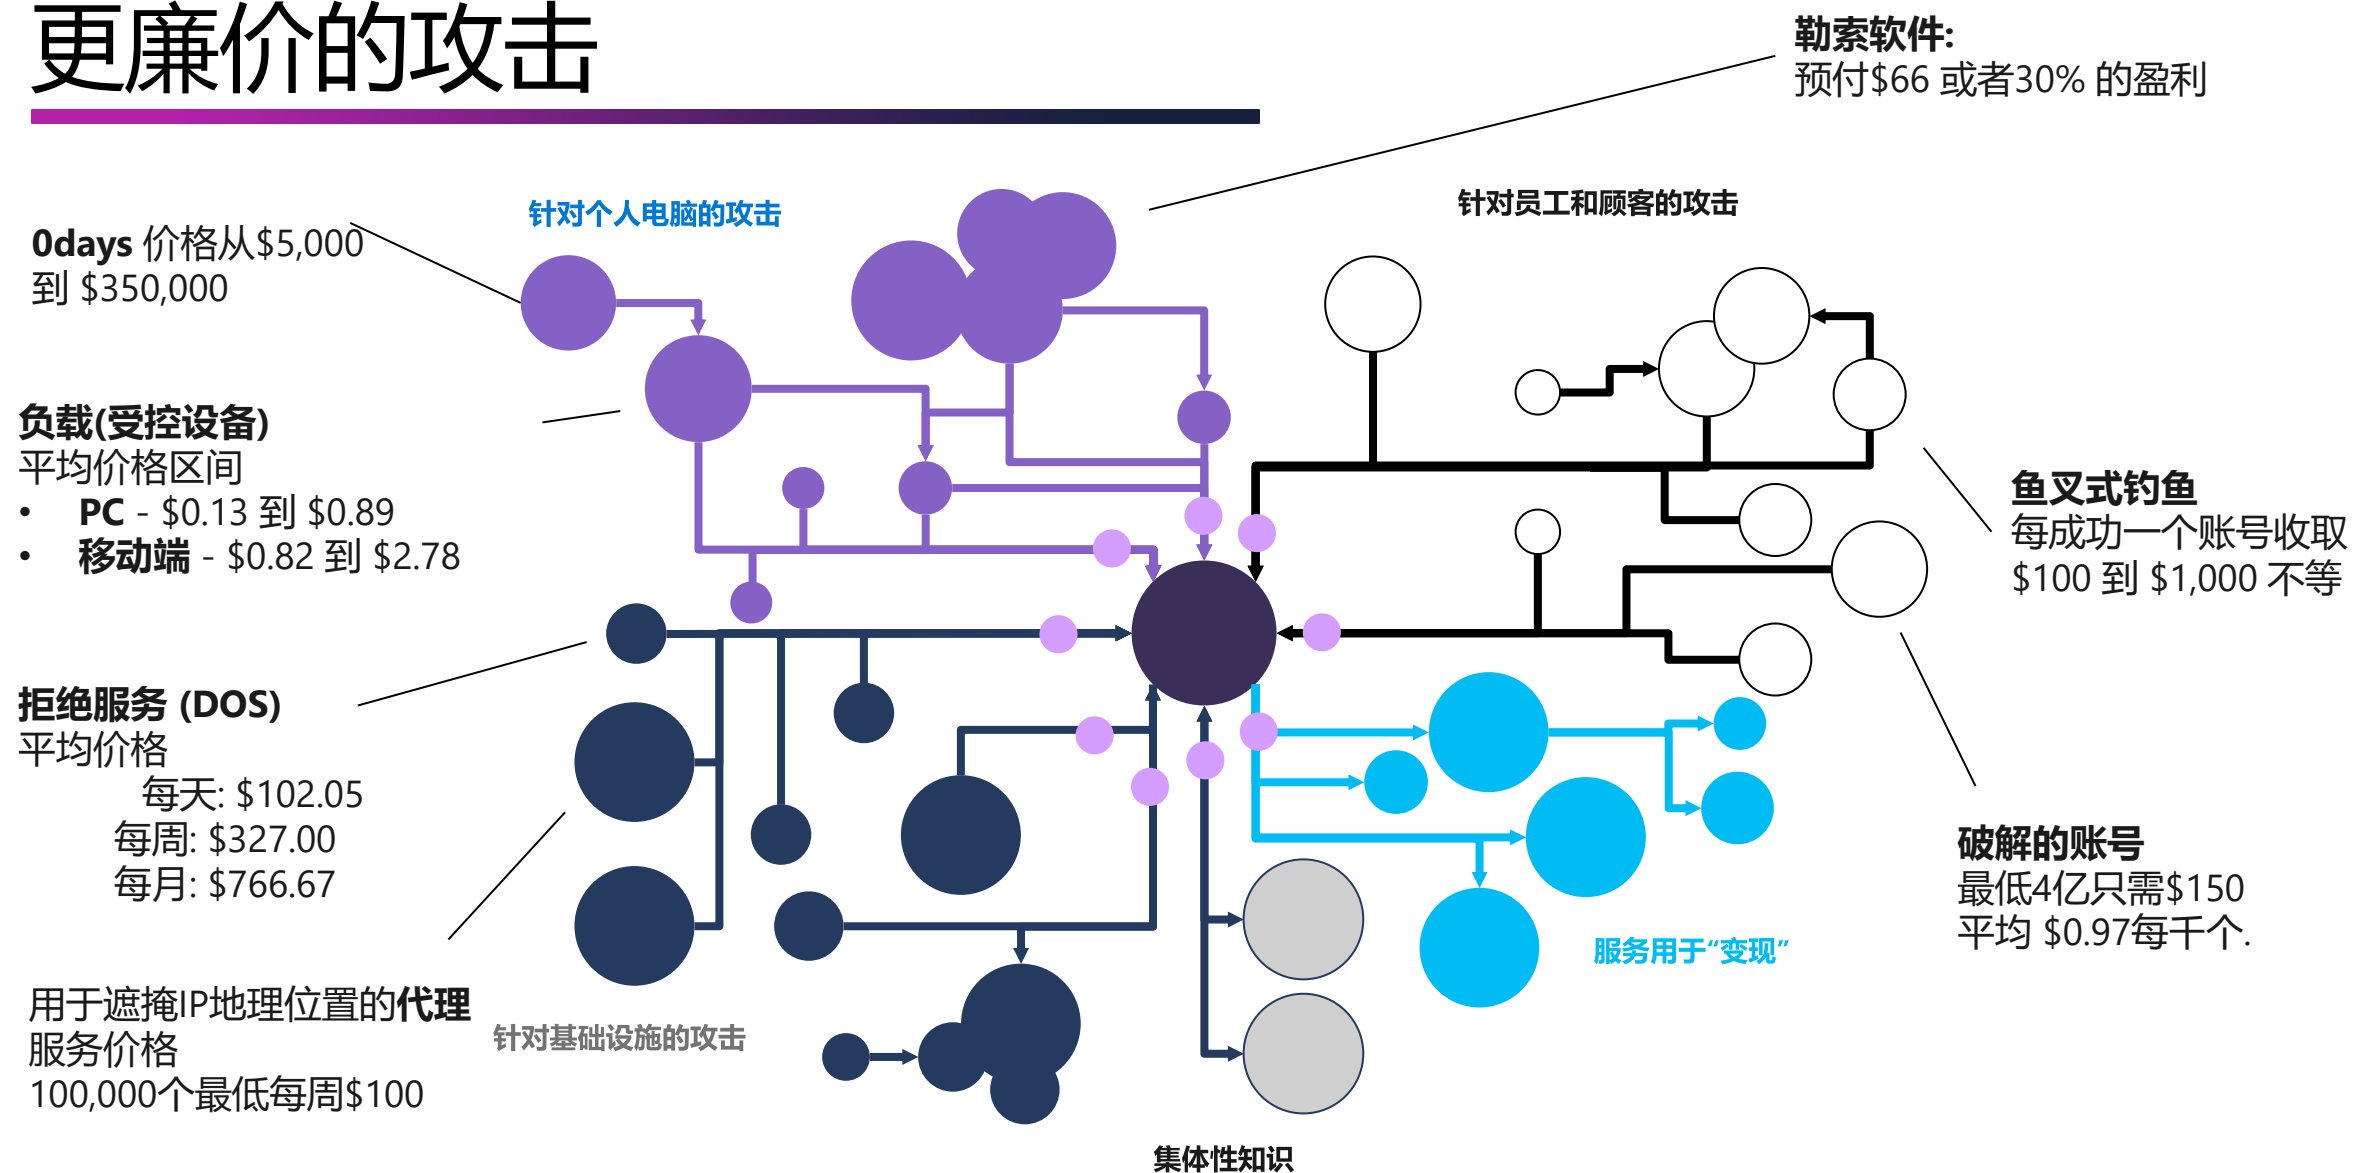 更廉价的攻击
勒索软件:
预付$66 或者30% 的盈利
针对个人电脑的攻击
针对员工和顾客的攻击
0days 价格从$5,000
到 $350,000
负载(受控设备)
平均价格区间
• PC - $0.13 到 $0.89
• 移动端 - $0.82 到 $2.78
鱼叉式钓鱼
每成功一个账号收取
$100 到 $1,000 不等
拒绝服务 (DOS)
平均价格
每天: $102.05
每周: $327.00
每月: $766.67
破解的账号
最低4亿只需$150
平均 $0.97每千个.
服务用于“变现”
用于遮掩IP地理位置的代理
服务价格
100,000个最低每周$100
针对基础设施的攻击
集体性知识